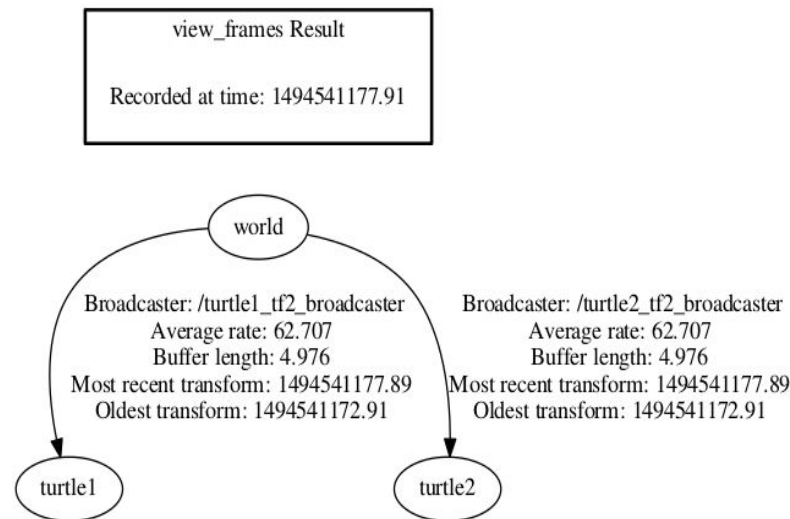 view_frames Result
Recorded at time: 1494541177.91
world
Broadcaster: /turtle1_tf2_broadcaster
Average rate: 62.707
Buffer length: 4.976
Most recent transform: 1494541177.89
Oldest transform: 1494541172.91
Broadcaster: /turtle2_tf2_broadcaster
Average rate: 62.707
Buffer length: 4.976
Most recent transform: 1494541177.89
Oldest transform: 1494541172.91
turtle1
turtle2